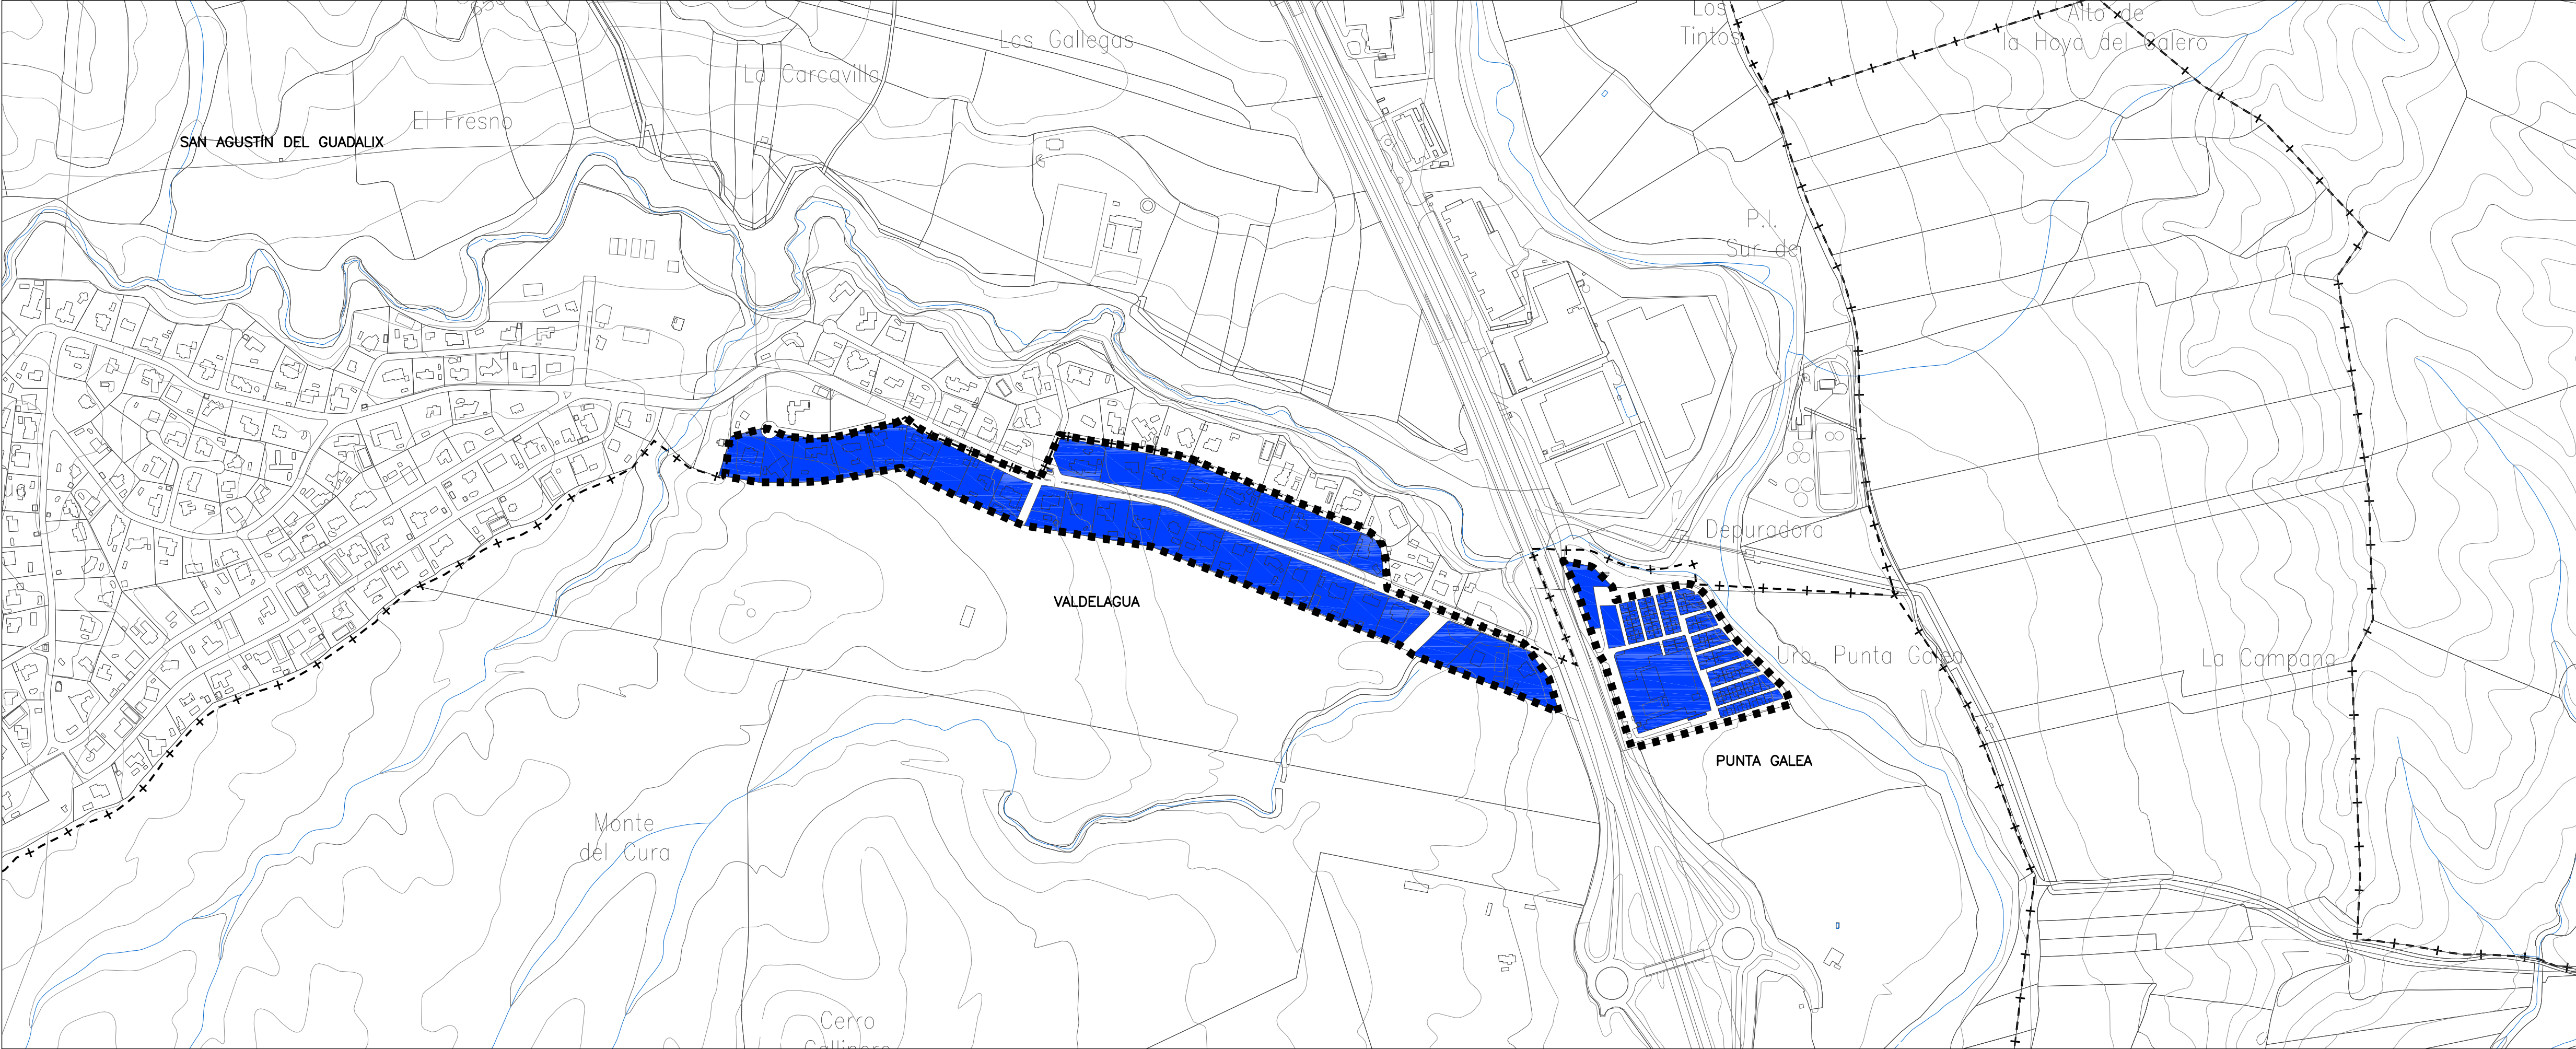 Los
Tintos
Alto de
la Hoya del Galero
Las Gallegas
La Carcavilla
El Fresno
SAN AGUSTÍN DEL GUADALIX
P.I.
Sur de
Depuradora
VALDELAGUA
Urb. Punta Galea
La Campana
PUNTA GALEA
Monte
del Cura
Cerro